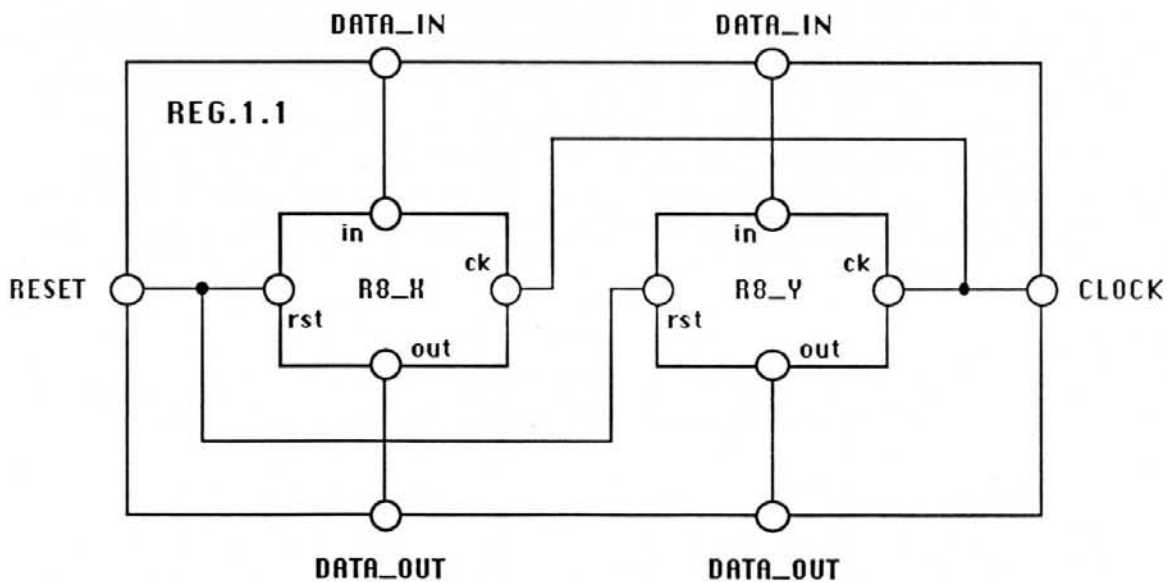 DATA_IN DATA_IN
REG.1.1
in in
ck ck
RESET R8_X R8_Y CLOCK
rst rst
out out
DATA_OUT DATA_OUT